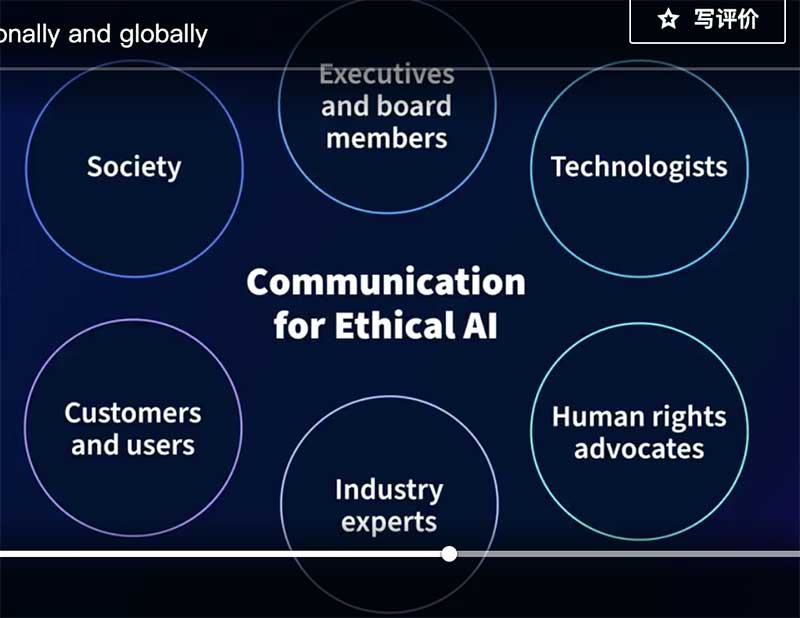 and globally
写评价
Executives
and board
members
Society
Technologists
Communication
for Ethical AI
Customers
and users
Human rights
advocates
Industry
experts